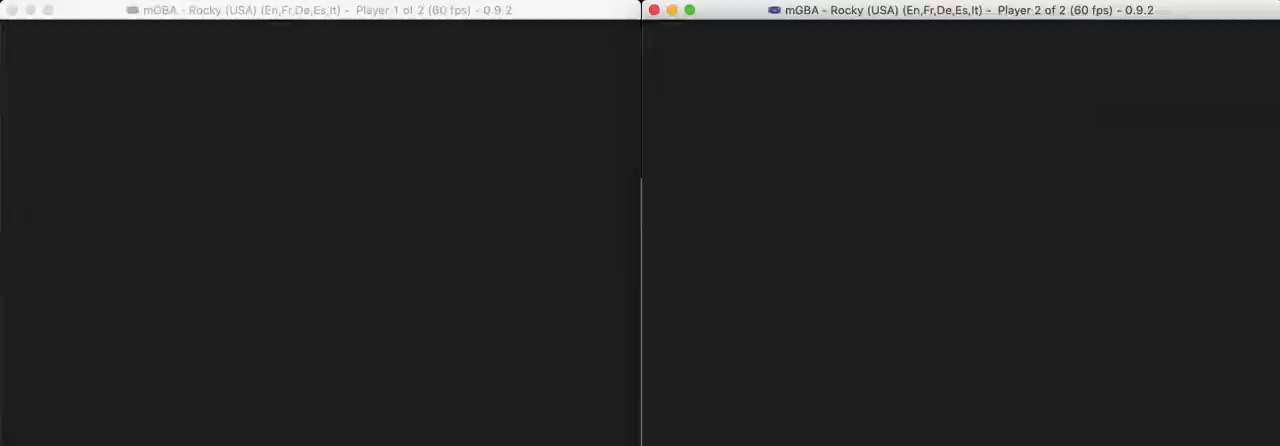 mGBA - Rocky (USA) (En,Fr,De,Es,It) - Player 1 of 2 (60 fps) - 0.9.2
mGBA - Rocky (USA) (En,Fr,De,Es,It) - Player 2 of 2 (60 fps) - 0.9.2